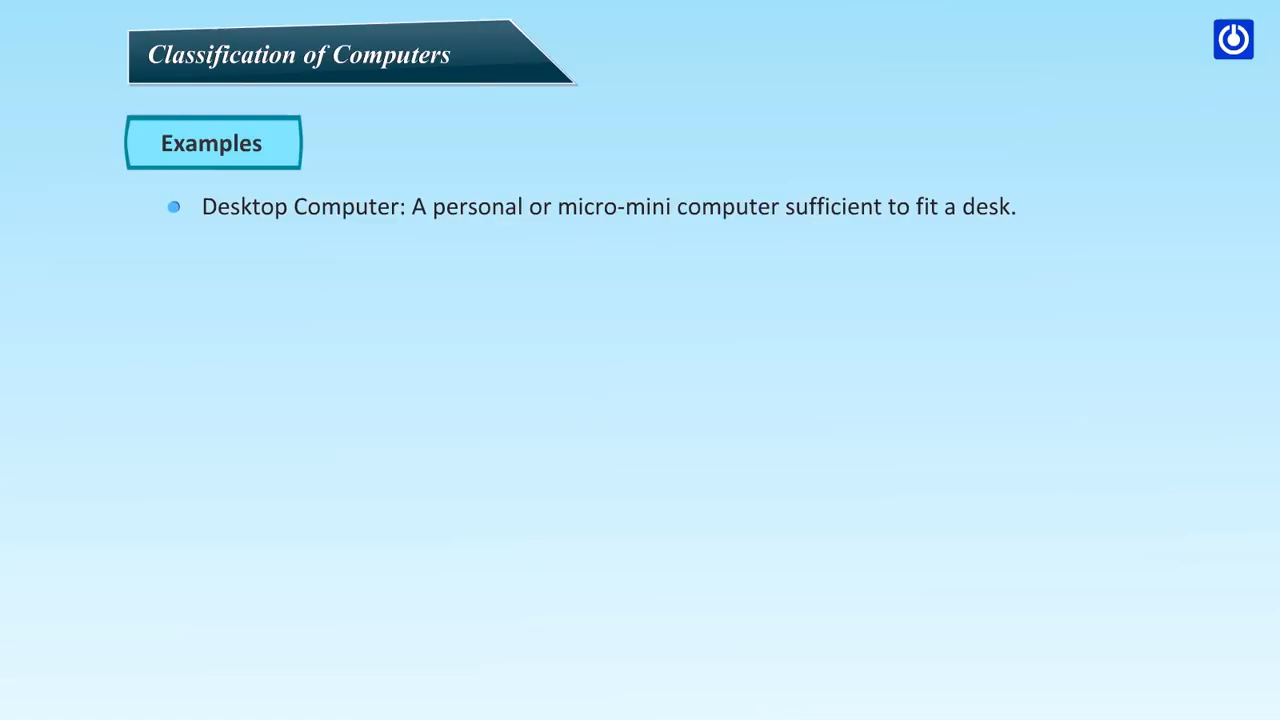 Classification of Computers
Examples
Desktop Computer: A personal or micro-mini computer sufficient to fit a desk.